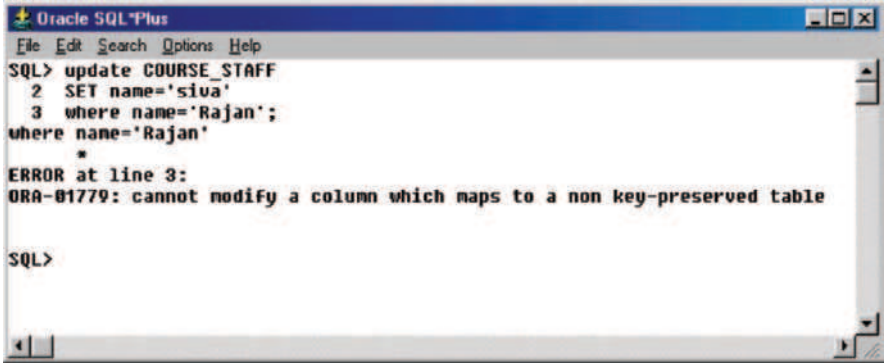 Oracle SQL*Plus
File Edit Search Options Help
SQL> update COURSE_STAFF
2 SET name='siva'
3 where name='Rajan';
where name='Rajan'
*
ERROR at line 3:
ORA-01779: cannot modify a column which maps to a non key-preserved table
SQL>